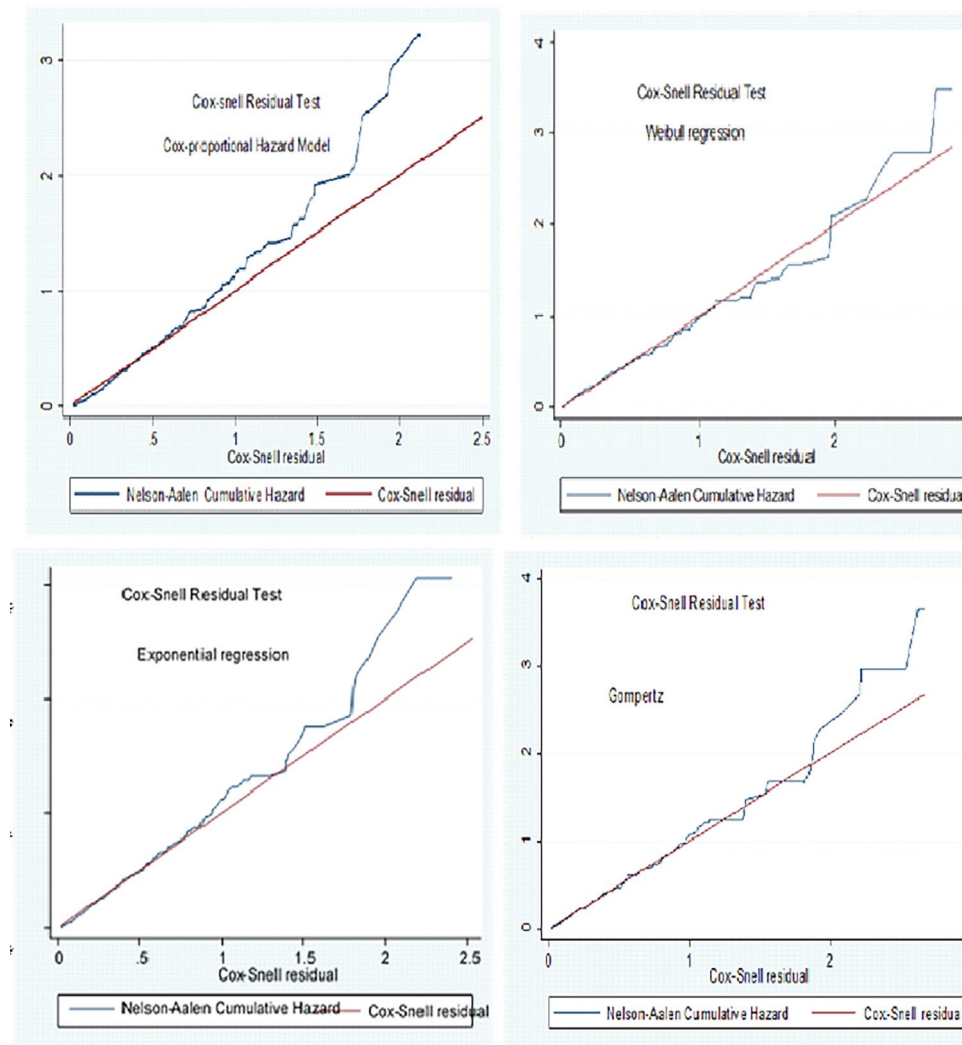 3
Cox-snell Residual Test
Cox-proportional Hazard Model
2
1
0
0 .5 1 1.5 2 2.5
Cox-Snell residual
Nelson-Aalen Cumulative Hazard Cox-Snell residual
4
Cox-Snell Residual Test
Weibull regression
3
2
1
0
0 1 2
Cox-Snell residual
Nelson-Aalen Cumulative Hazard Cox-Snell residua
Cox-Snell Residual Test
Exponentiial regression
0 .5 1 1.5 2 2.5
Cox-Snell residual
Nelson-Aalein Cumulative Hazard Cox-Snell residual
4
Cox-Snell Residual Test
3
Gompertz
2
1
0
0 1 2
Cox-Snell residual
Nelson-Aalen Cumulative Hazard Cox-Snell residua